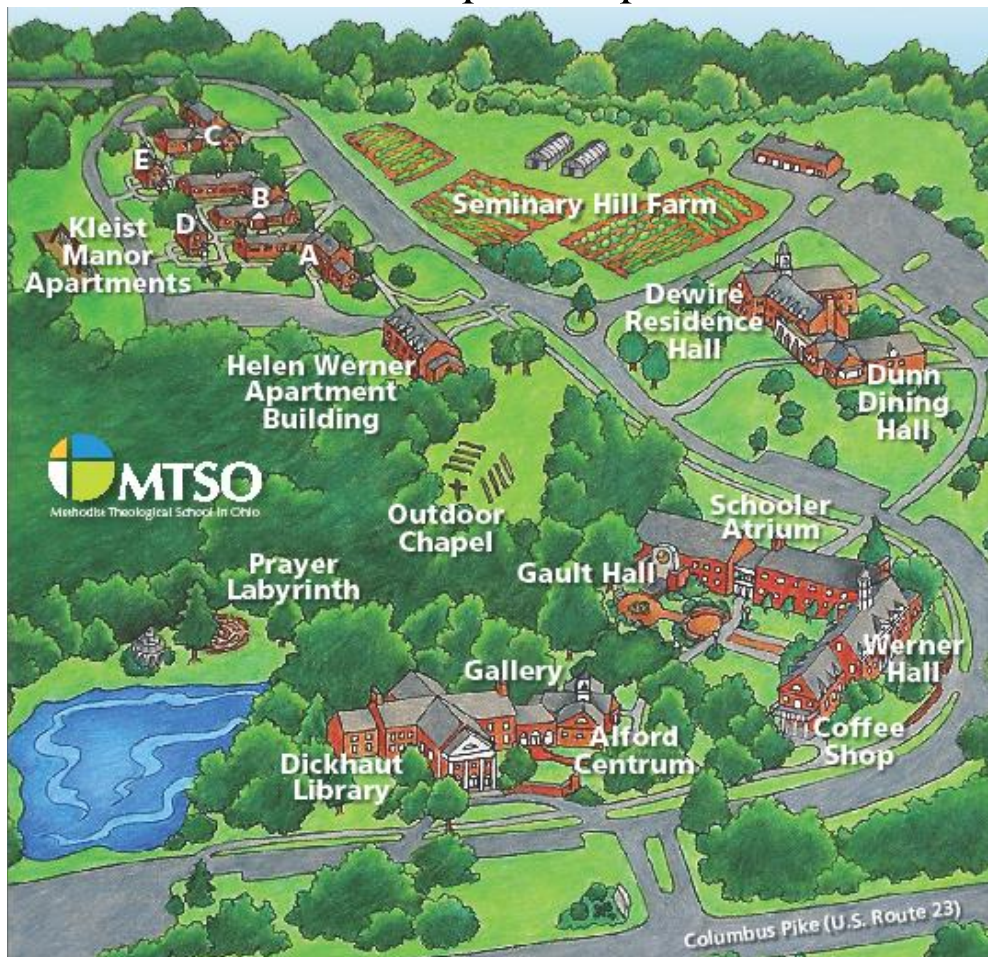 C
E
B
Seminary Hill Farm
D
Kleist
Manor
Apartments
A
Dewire
Residence
Hall
Helen Werner
Apartment
Building
Dunn
Dining
Hall
MTSO
Methodist Theological School in Ohio
Outdoor
Chapel
Schooler
Atrium
Prayer
Labyrinth
Gault Hall
Werner
Hall
Gallery
Coffee
Shop
Alford
Centrum
Dickhaut
Library
Columbus Pike (U.S. Route 23)